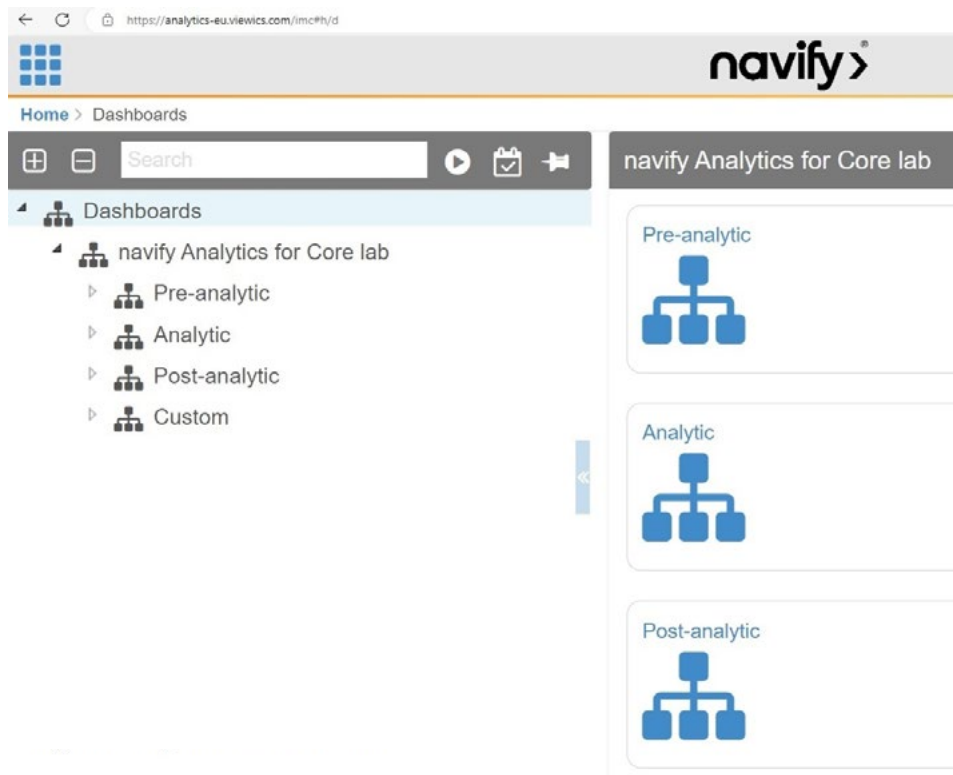 https://analytics-eu.viewics.com/imc#h/d
navify®
Home > Dashboards
Search
Dashboards
navify Analytics for Core lab
Pre-analytic
Analytic
Post-analytic
Custom
navify Analytics for Core lab
Pre-analytic
Analytic
Post-analytic